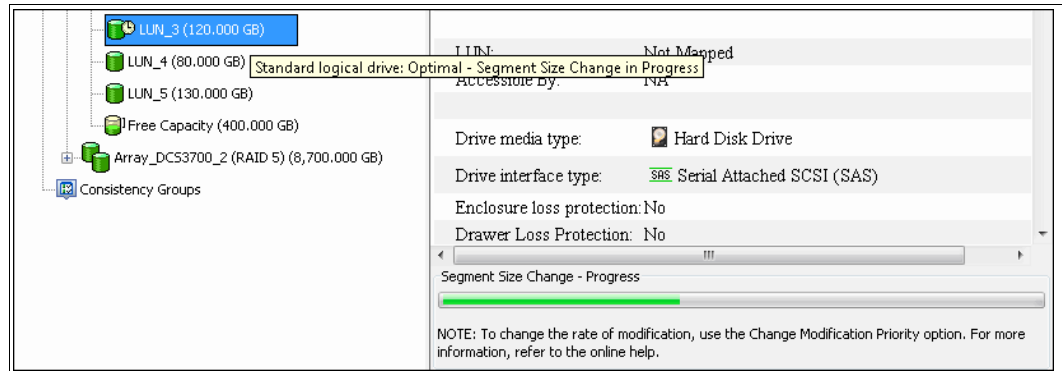 LUN_3 (120.000 GB)
LUN_4 (80.000 GB)
Standard logical drive: Optimal - Segment Size Change in Progress
LUN_5 (130.000 GB)
Free Capacity (400.000 GB)
Array_DCS3700_2 (RAID 5) (8,700.000 GB)
Consistency Groups
LUN: Not Mapped
Accessible By: NA
Drive media type: Hard Disk Drive
Drive interface type: SAS Serial Attached SCSI (SAS)
Enclosure loss protection: No
Drawer Loss Protection: No
Segment Size Change - Progress
NOTE: To change the rate of modification, use the Change Modification Priority option. For more
information, refer to the online help.